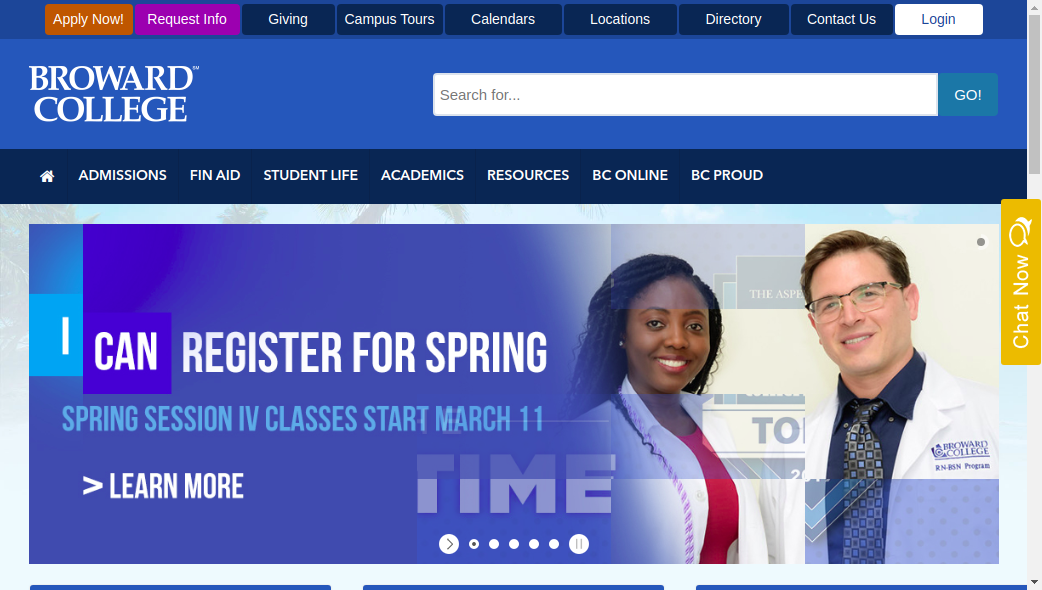 Apply Now!
Request Info
Giving
Campus Tours
Calendars
Locations
Directory
Contact Us
Login
BROWARD™
COLLEGE
Search for...
GO!
ADMISSIONS
FIN AID
STUDENT LIFE
ACADEMICS
RESOURCES
BC ONLINE
BC PROUD
Chat Now
I
CAN
REGISTER FOR SPRING
SPRING SESSION IV CLASSES START MARCH 11
> LEARN MORE
THE ASPE
TIME
TO
BROWARD
COLLEGE
RN-BSN Program